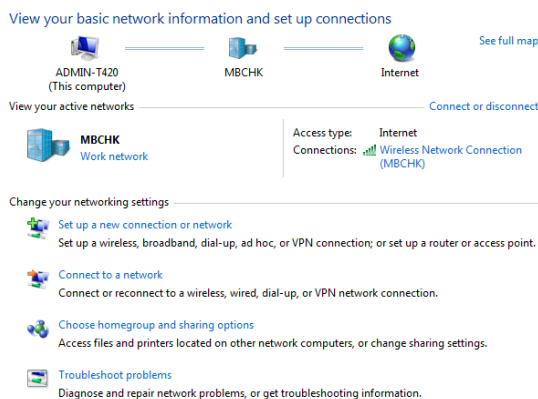 View your basic network information and set up connections
See full map
ADMIN-T420
(This computer)
MBCHK
Internet
View your active networks
Connect or disconnect
MBCHK
Work network
Access type: Internet
Connections: Wireless Network Connection
(MBCHK)
Change your networking settings
Set up a new connection or network
Set up a wireless, broadband, dial-up, ad hoc, or VPN connection; or set up a router or access point.
Connect to a network
Connect or reconnect to a wireless, wired, dial-up, or VPN network connection.
Choose homegroup and sharing options
Access files and printers located on other network computers, or change sharing settings.
Troubleshoot problems
Diagnose and repair network problems, or get troubleshooting information.